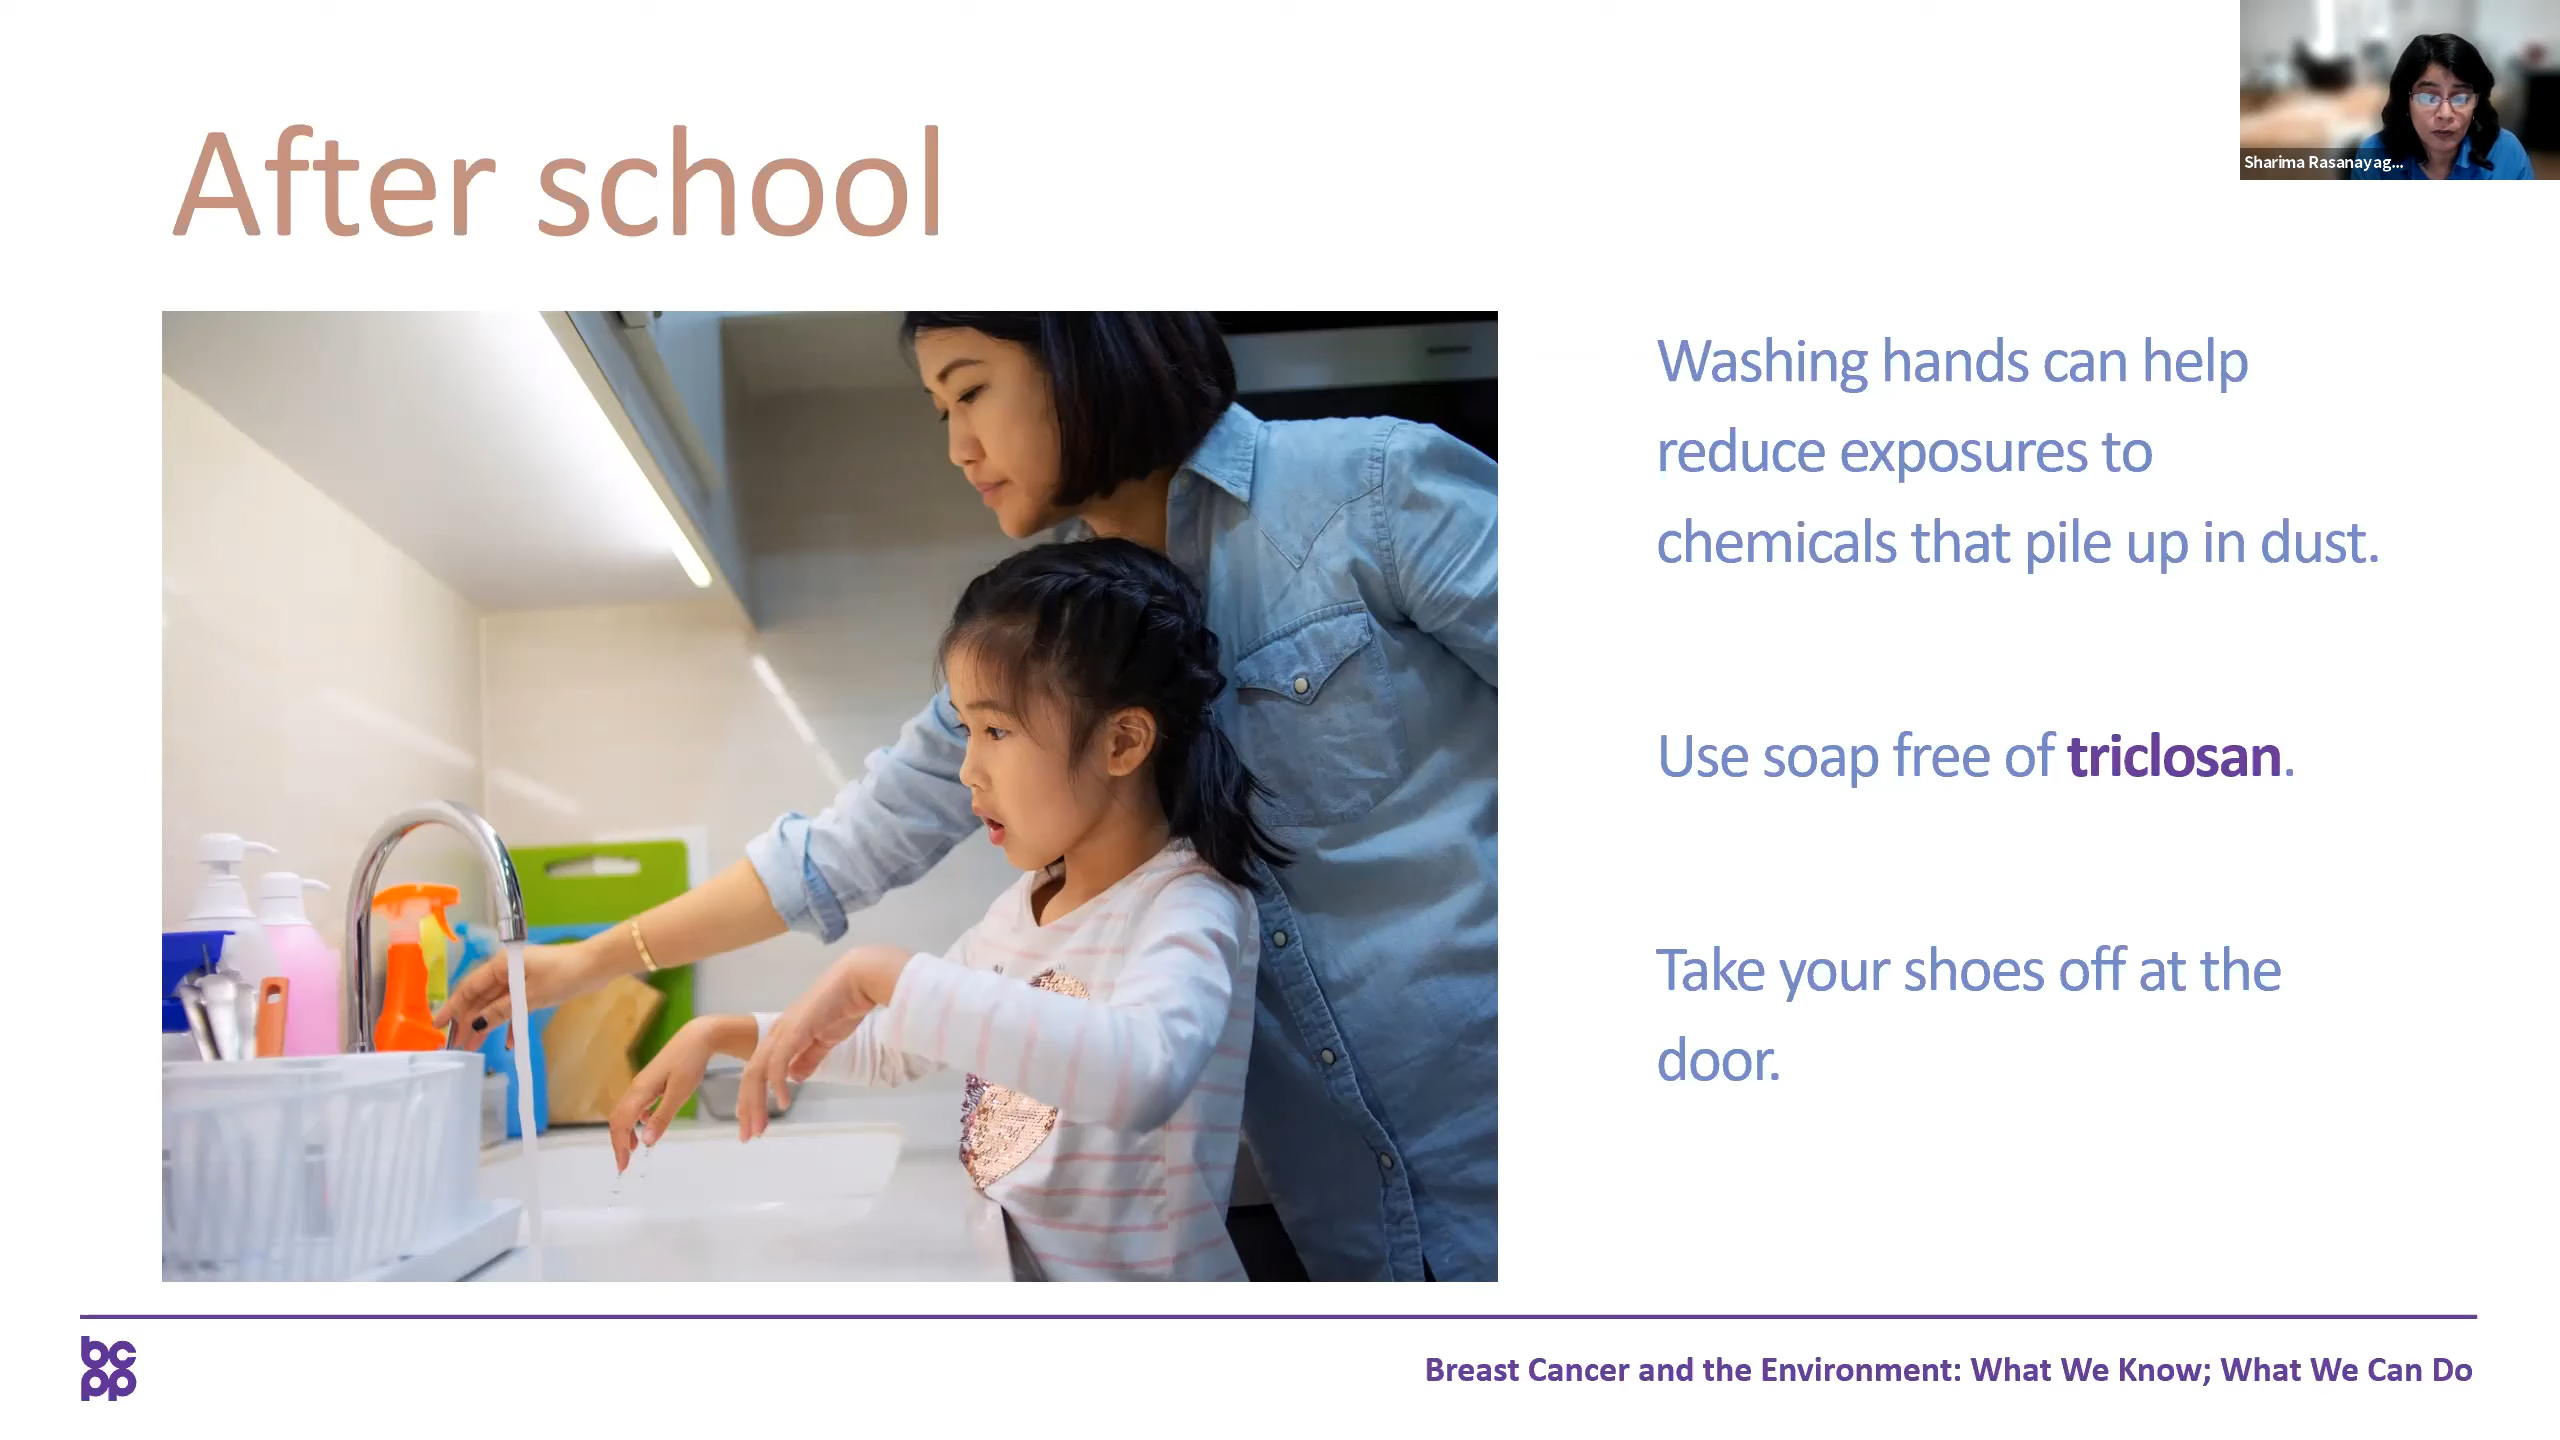 Sharima Rasanayag...
After school
Washing hands can help
reduce exposures to
chemicals that pile up in dust.
Use soap free of triclosan.
Take your shoes off at the
door.
bc
pp
Breast Cancer and the Environment: What We Know; What We Can Do